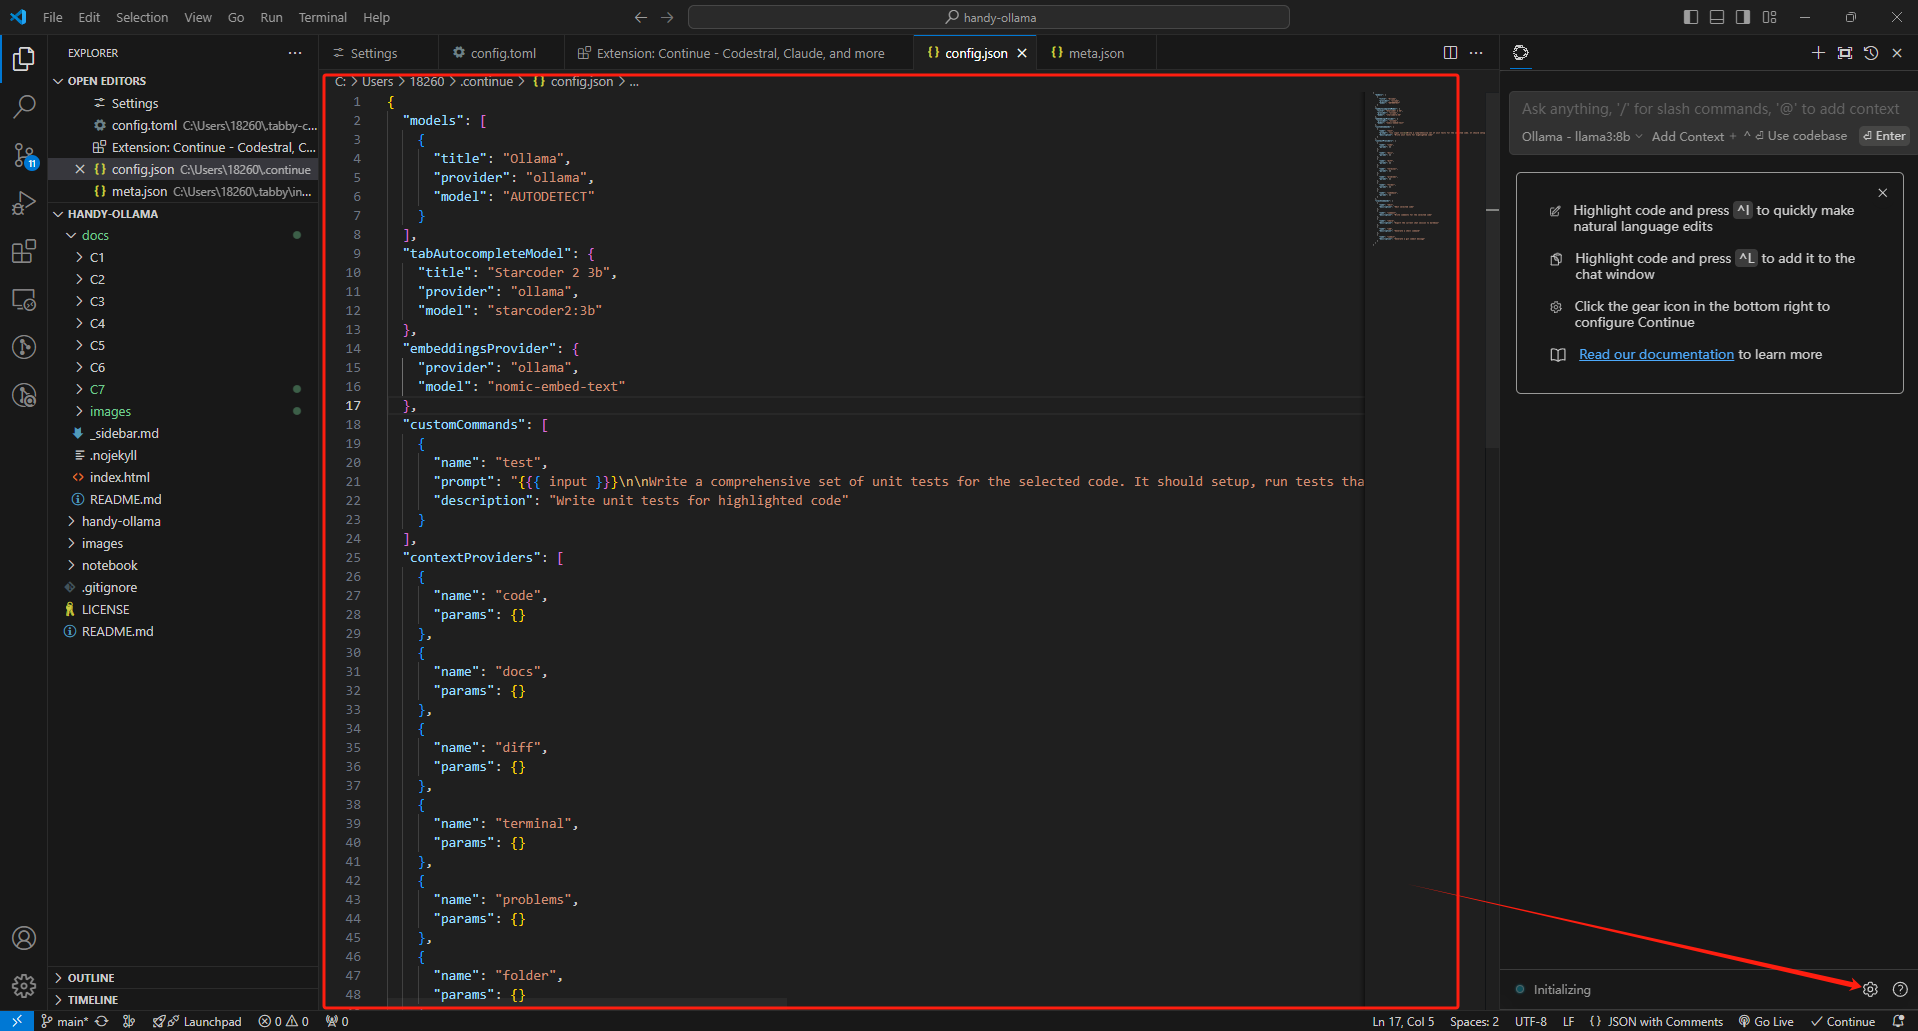 File Edit Selection View Go Run Terminal Help
handy-ollama
EXPLORER
OPEN EDITORS
Settings
config.toml C:\Users\18260\.tabby-c...
Extension: Continue - Codestral, C...
config.json C:\Users\18260\.continue
meta.json C:\Users\18260\.tabby\in...
HANDY-OLLAMA
docs
C1
C2
C3
C4
C5
C6
C7
images
_sidebar.md
.nojekyll
index.html
README.md
handy-ollama
images
notebook
.gitignore
LICENSE
README.md
OUTLINE
TIMELINE
11
Settings config.toml Extension: Continue - Codestral, Claude, and more config.json meta.json
C: > Users > 18260 > .continue > {} config.json > ...
1 {
2 "models": [
3 {
4 "title": "Ollama",
5 "provider": "ollama",
6 "model": "AUTODETECT"
7 }
8 ],
9 "tabAutocompleteModel": {
10 "title": "Starcoder 2 3b",
11 "provider": "ollama",
12 "model": "starcoder2:3b"
13 },
14 "embeddingsProvider": {
15 "provider": "ollama",
16 "model": "nomic-embed-text"
17 },
18 "customCommands": [
19 {
20 "name": "test",
21 "prompt": "{{{ input }}}\n\nWrite a comprehensive set of unit tests for the selected code. It should setup, run tests tha
22 "description": "Write unit tests for highlighted code"
23 }
24 ],
25 "contextProviders": [
26 {
27 "name": "code",
28 "params": {}
29 },
30 {
31 "name": "docs",
32 "params": {}
33 },
34 {
35 "name": "diff",
36 "params": {}
37 },
38 {
39 "name": "terminal",
40 "params": {}
41 },
42 {
43 "name": "problems",
44 "params": {}
45 },
46 {
47 "name": "folder",
48 "params": {}
Ask anything, '/' for slash commands, '@' to add context
Ollama - llama3:8b Add Context + ^ ⏎ Use codebase ⏎ Enter
Highlight code and press ^I to quickly make
natural language edits
Highlight code and press ^L to add it to the
chat window
Click the gear icon in the bottom right to
configure Continue
Read our documentation to learn more
Initializing
main* Launchpad 0 0 0
Ln 17, Col 5 Spaces: 2 UTF-8 LF {} JSON with Comments Go Live Continue